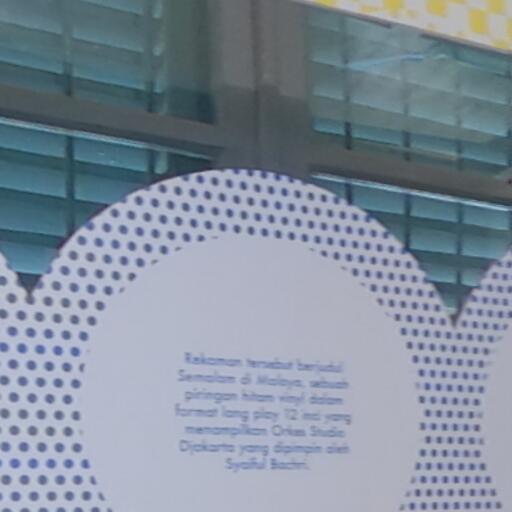 Rekaman tersebut berjudul
Semalam di Malaya, sebuah
piringan hitam vinyl dalam
format long play 12 inci yang
menampilkan Orkes Studio
Djakarta yang dipimpin oleh
Syaiful Bachri.